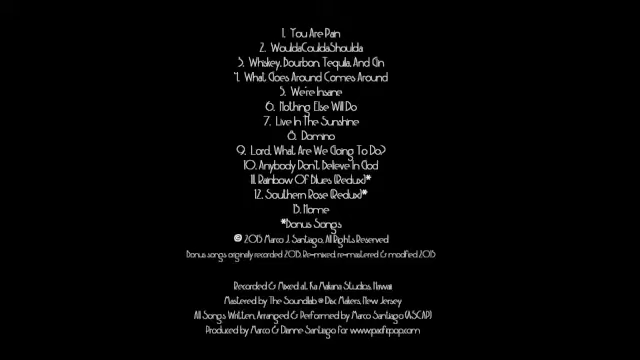 1. You Are Pain
2. WouldaCouldaShoulda
3. Whiskey, Bourbon, Tequila, And Gin
4. What Goes Around Comes Around
5. We're Insane
6. Nothing Else Will Do
7. Live In The Sunshine
8. Domino
9. Lord, What Are We Going To Do?
10. Anybody Don't Believe In God
11. Rainbow Of Blues (Redux)*
12. Southern Rose (Redux)*
13. Home
*Bonus Songs
© 2015 Marco J. Santiago, All Rights Reserved
Bonus songs originally recorded 2013. Re-mixed, re-mastered & modified 2015
Recorded & Mixed at Ka Makana Studios, Hawaii
Mastered by The Soundlab @ Disc Makers, New Jersey
All Songs Written, Arranged & Performed by Marco Santiago (ASCAP)
Produced by Marco & Dianne Santiago for www.pacificpop.com